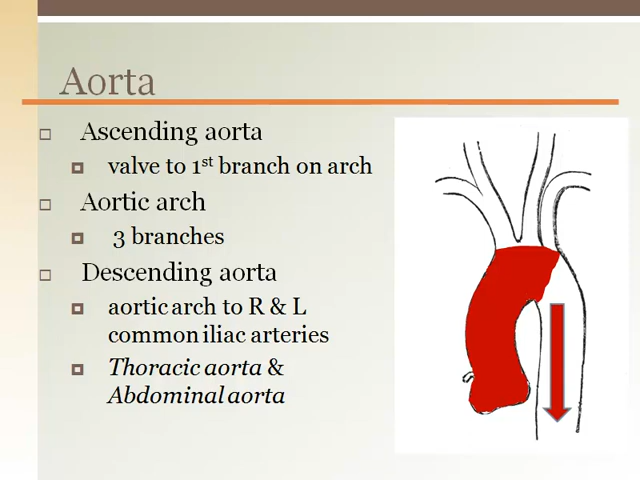 Aorta
Ascending aorta
valve to 1st branch on arch
Aortic arch
3 branches
Descending aorta
aortic arch to R & L
common iliac arteries
Thoracic aorta &
Abdominal aorta